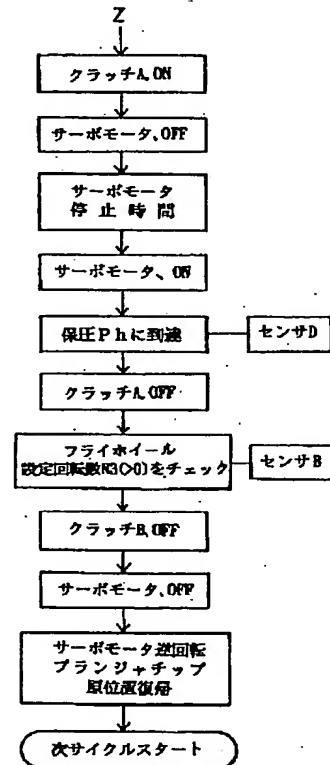 Z
クラッチA、ON
サーボモータ、OFF
サーボモータ
停止時間
サーボモータ、ON
保圧Phに到達
センサD
クラッチA、OFF
フライホイール
設定回転数N3(>0)をチェック
センサB
クラッチB、OFF
サーボモータ、OFF
サーボモータ逆回転
プランジャチップ
原位置復帰
次サイクルスタート